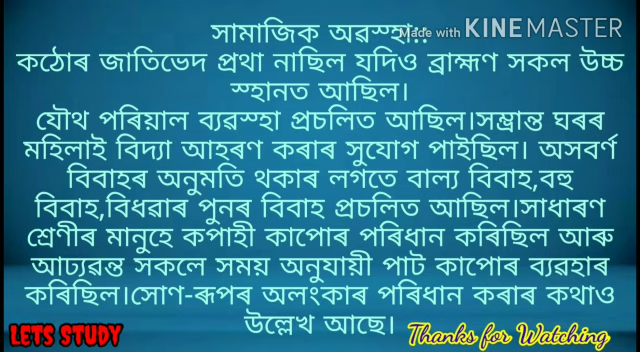 সামাজিক অৱস্হা::
Made with KINEMASTER
কঠোৰ জাতিভেদ প্ৰথা নাছিল যদিও ব্ৰাহ্মণ সকল উচ্চ
স্হানত আছিল।
যৌথ পৰিয়াল ব্যৱস্হা প্ৰচলিত আছিল।সম্ভ্ৰান্ত ঘৰৰ
মহিলাই বিদ্যা আহৰণ কৰাৰ সুযোগ পাইছিল। অসবৰ্ণ
বিবাহৰ অনুমতি থকাৰ লগতে বাল্য বিবাহ,বহু
বিবাহ,বিধৱাৰ পুনৰ বিবাহ প্ৰচলিত আছিল।সাধাৰণ
শ্ৰেণীৰ মানুহে কপাহী কাপোৰ পৰিধান কৰিছিল আৰু
আঢ্যৱন্ত সকলে সময় অনুযায়ী পাট কাপোৰ ব্যৱহাৰ
কৰিছিল।সোণ-ৰূপৰ অলংকাৰ পৰিধান কৰাৰ কথাও
উল্লেখ আছে।
LETS STUDY
Thanks for Watching